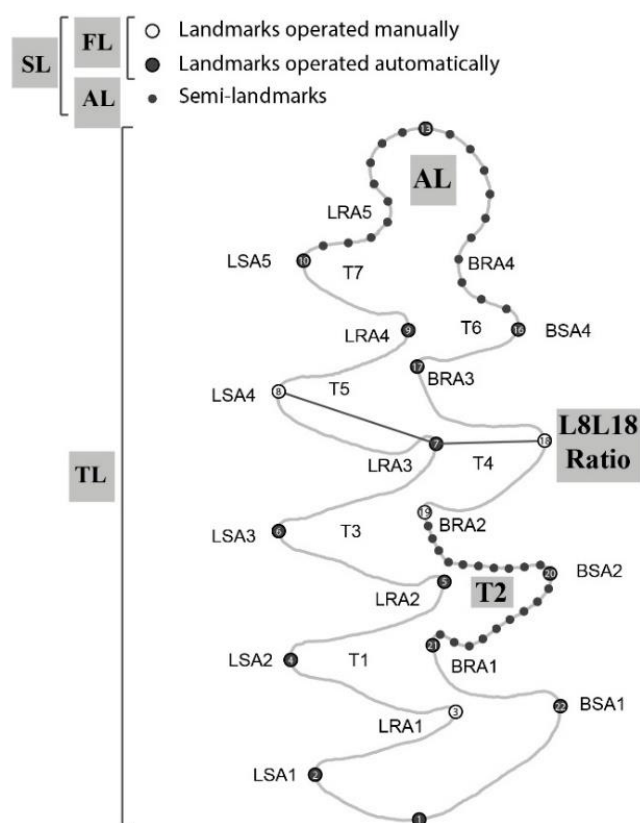 SL FL Landmarks operated manually
Landmarks operated automatically
AL Semi-landmarks
13
AL
LRA5
LSA5 10 T7 BRA4
LRA4 9 T6 16 BSA4
17 BRA3
LSA4 8 T5
L8L18
Ratio
18
LRA3 7 T4
TL
19 BRA2
LSA3 6 T3
BSA2 20
LRA2 5 T2
21 BRA1
LSA2 4 T1
LRA1 3 22 BSA1
LSA1 2
1